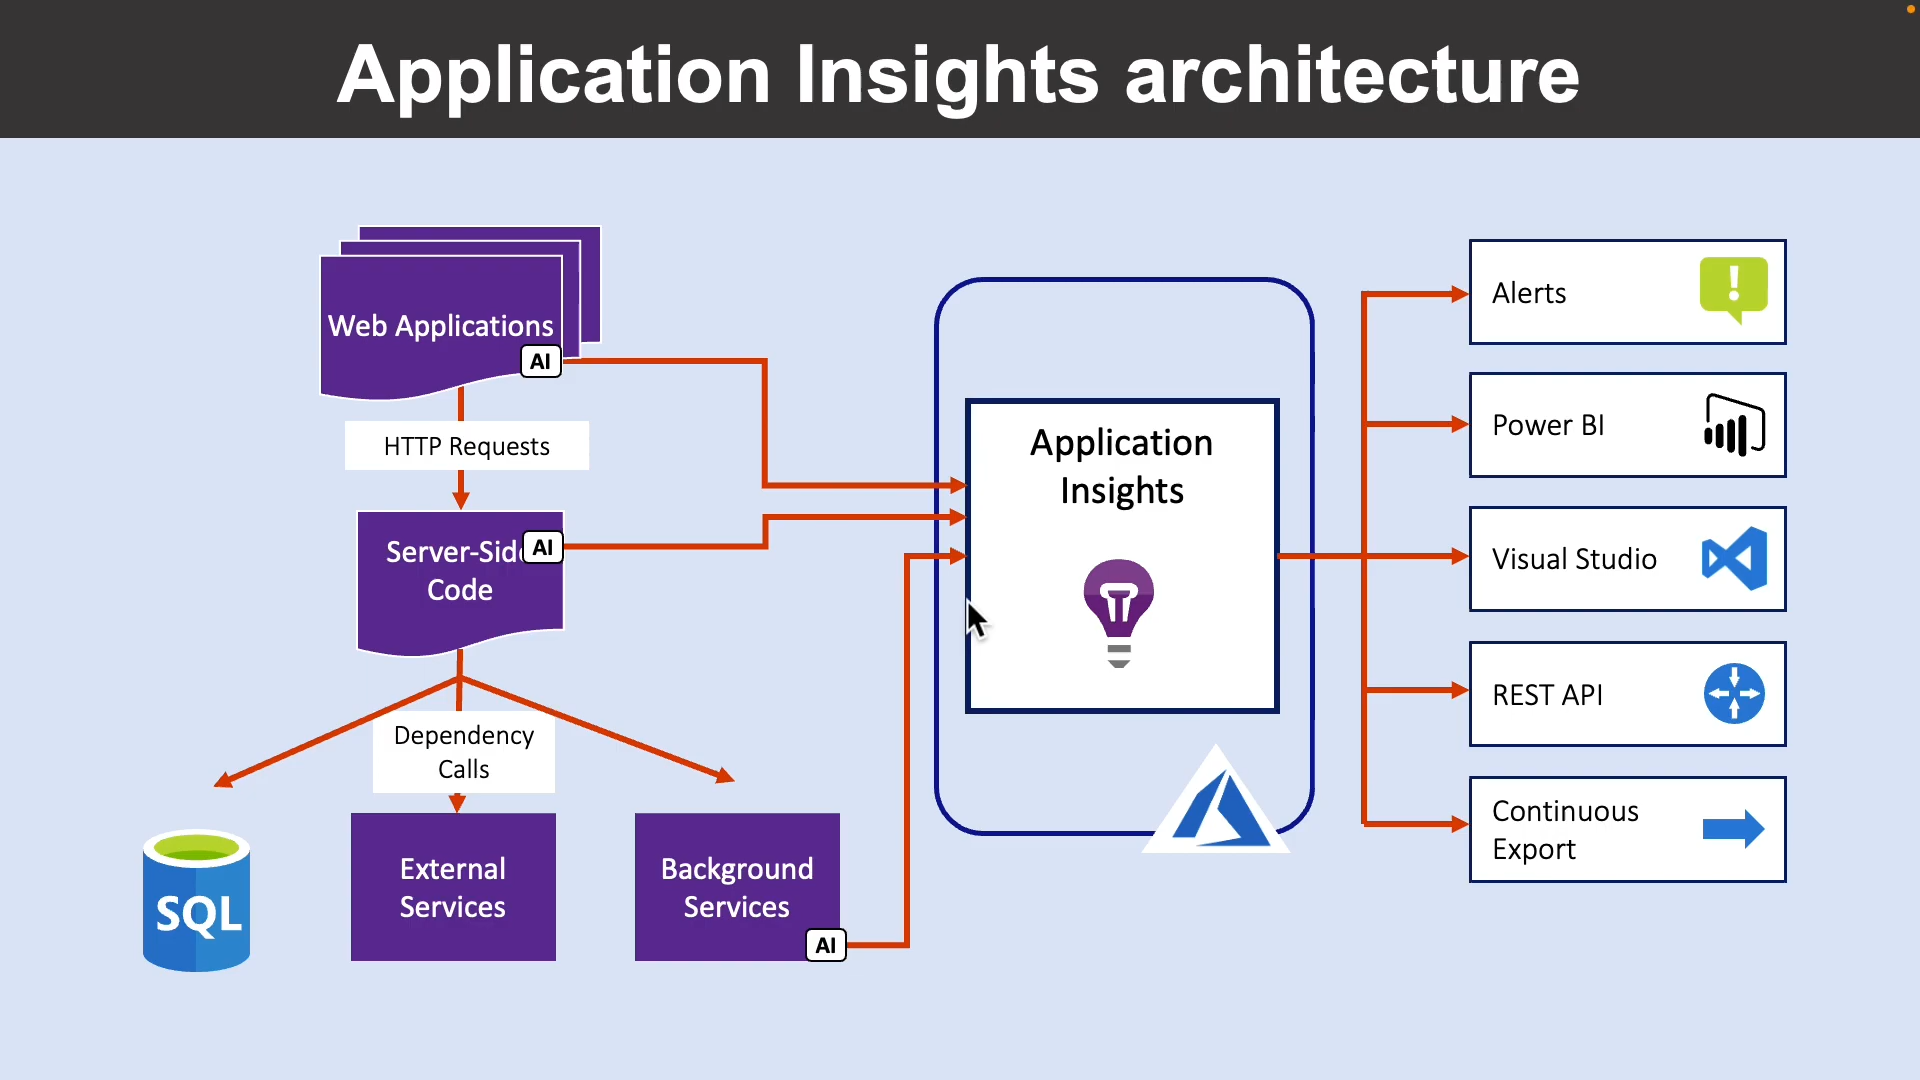 Application Insights architecture
Web Applications
AI
HTTP Requests
Server-Side
AI
Code
Dependency
Calls
SQL
External
Services
Background
Services
AI
Application
Insights
Alerts
Power BI
Visual Studio
REST API
Continuous
Export